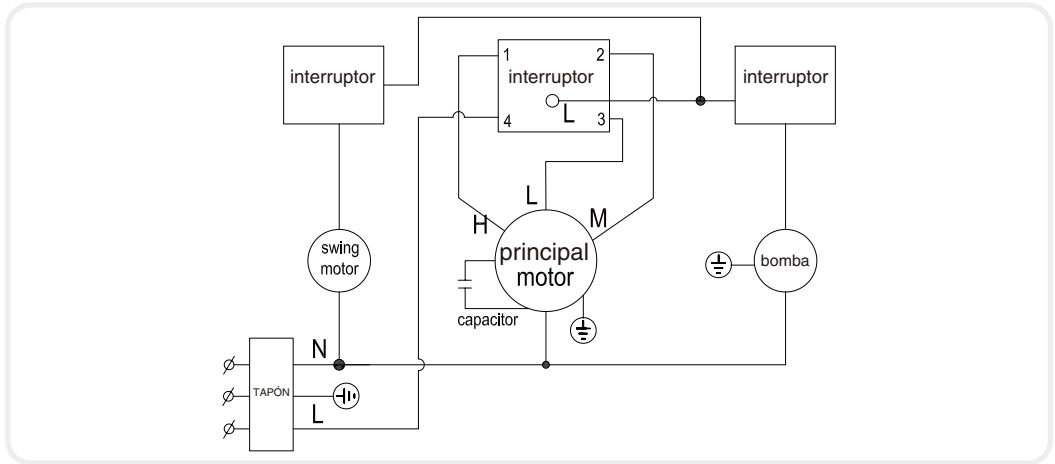 interruptor
1
2
interruptor
L
4
3
interruptor
L
H
M
swing
motor
principal
motor
bomba
capacitor
N
TAPÓN
L